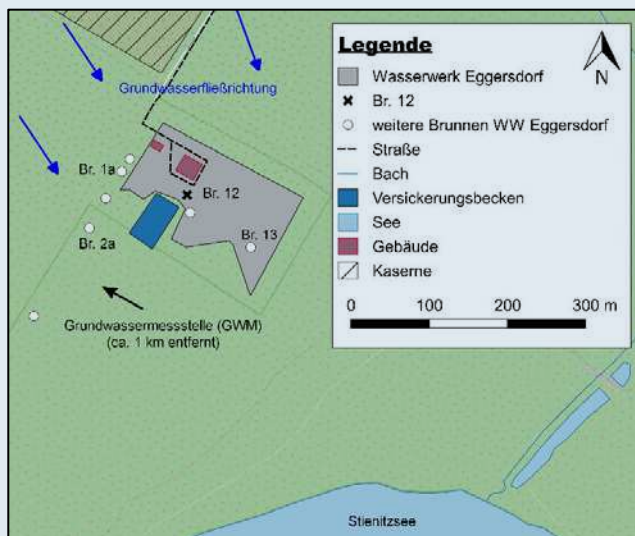 Grundwasserfließrichtung
Br. 1a
Br. 12
Br. 2a
Br. 13
Grundwassermessstelle (GWM)
(ca. 1 km entfernt)
Stienitzsee
Legende
N
Wasserwerk Eggersdorf
Br. 12
weitere Brunnen WW Eggersdorf
Straße
Bach
Versickerungsbecken
See
Gebäude
Kaserne
0 100 200 300 m